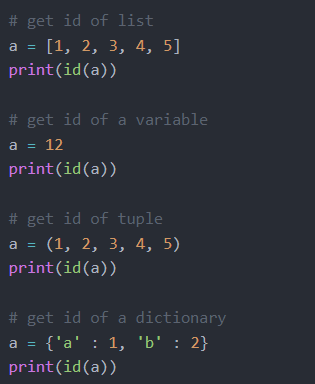 # get id of list
a = [1, 2, 3, 4, 5]
print(id(a))
# get id of a variable
a = 12
print(id(a))
# get id of tuple
a = (1, 2, 3, 4, 5)
print(id(a))
# get id of a dictionary
a = {'a' : 1, 'b' : 2}
print(id(a))